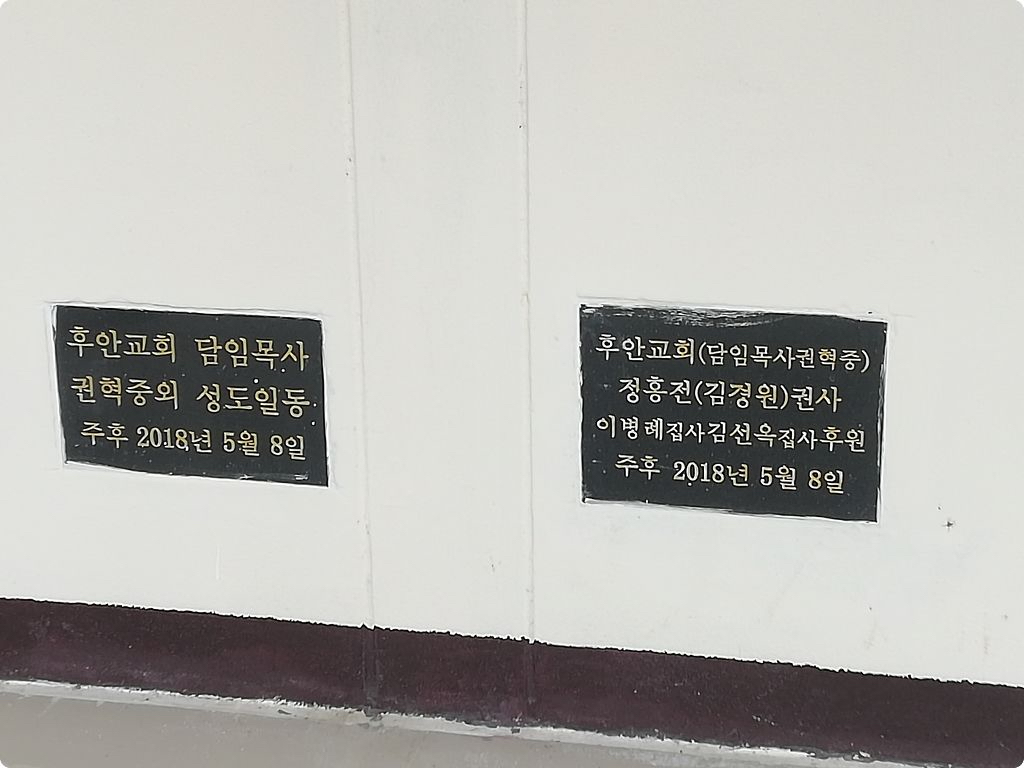 후안교회 담임목사
권혁중외 성도일동
주후 2018년 5월 8일
후안교회(담임목사권혁중)
정흥전(김경원)권사
이병례집사김선옥집사후원
주후 2018년 5월 8일